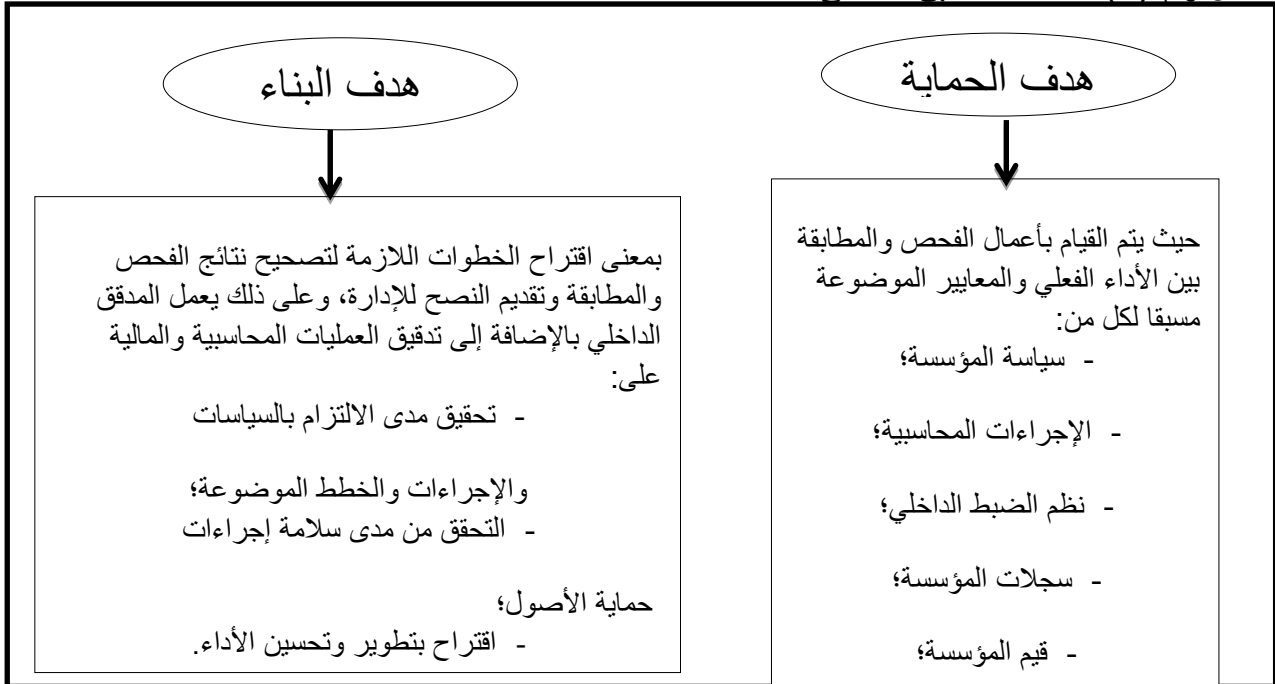 هدف الحماية
حيث يتم القيام بأعمال الفحص والمطابقة
بين الأداء الفعلي والمعايير الموضوعة
مسبقا لكل من:
- سياسة المؤسسة؛
- الإجراءات المحاسبية؛
- نظم الضبط الداخلي؛
- سجلات المؤسسة؛
- قيم المؤسسة؛
هدف البناء
بمعنى اقتراح الخطوات اللازمة لتصحيح نتائج الفحص
والمطابقة وتقديم النصح للإدارة، وعلى ذلك يعمل المدقق
الداخلي بالإضافة إلى تدقيق العمليات المحاسبية والمالية
على:
- تحقيق مدى الالتزام بالسياسات
والإجراءات والخطط الموضوعة؛
- التحقق من مدى سلامة إجراءات
حماية الأصول؛
- اقتراح بتطوير وتحسين الأداء.